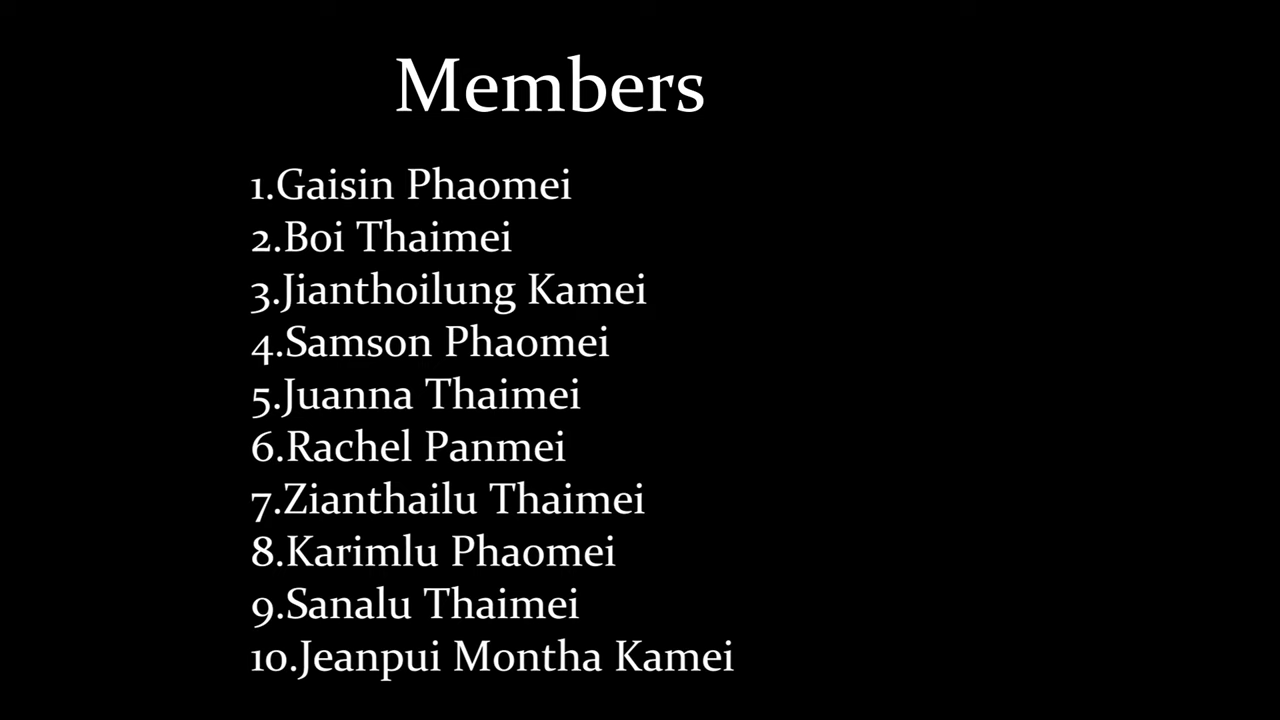 Members
1.Gaisin Phaomei
2.Boi Thaimei
3.Jianthoilung Kamei
4.Samson Phaomei
5.Juanna Thaimei
6.Rachel Panmei
7.Zianthailu Thaimei
8.Karimlu Phaomei
9.Sanalu Thaimei
10.Jeanpui Montha Kamei